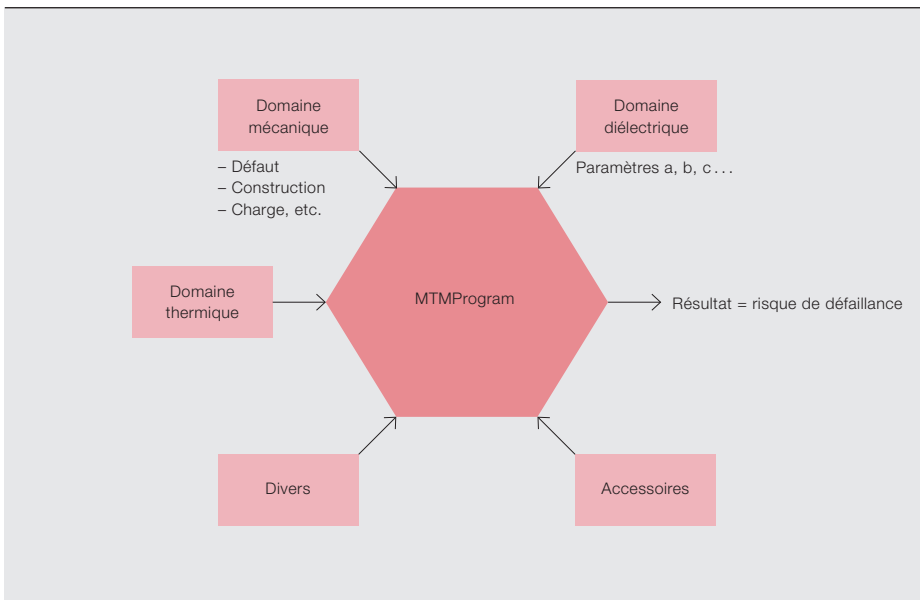 Domaine
mécanique
– Défaut
– Construction
– Charge, etc.
Domaine
diélectrique
Paramètres a, b, c . . .
Domaine
thermique
MTMProgram
Résultat = risque de défaillance
Divers
Accessoires